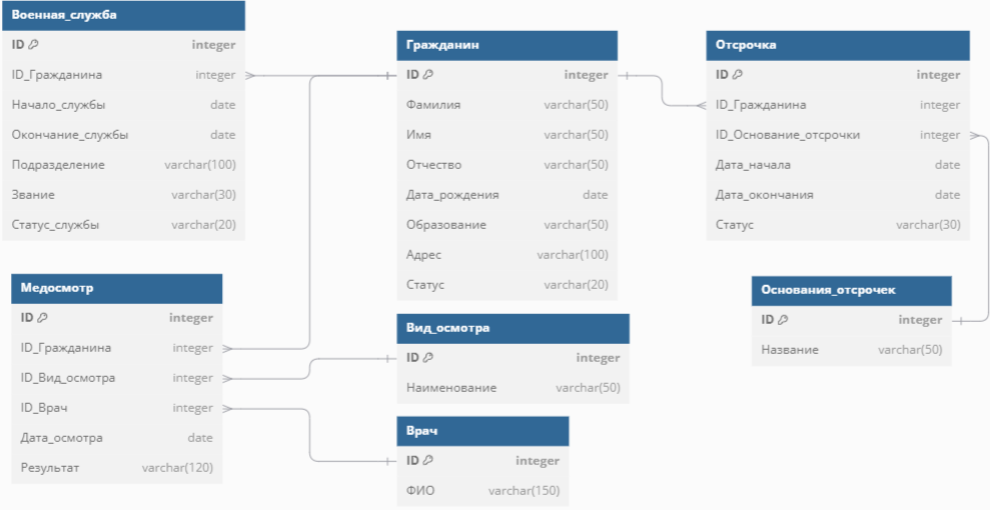 Военная_служба
ID integer
ID_Гражданина integer
Начало_службы date
Окончание_службы date
Подразделение varchar(100)
Звание varchar(30)
Статус_службы varchar(20)
Гражданин
ID integer
Фамилия varchar(50)
Имя varchar(50)
Отчество varchar(50)
Дата_рождения date
Образование varchar(50)
Адрес varchar(100)
Статус varchar(20)
Отсрочка
ID integer
ID_Гражданина integer
ID_Основание_отсрочки integer
Дата_начала date
Дата_окончания date
Статус varchar(30)
Медосмотр
ID integer
ID_Гражданина integer
ID_Вид_осмотра integer
ID_Врач integer
Дата_осмотра date
Результат varchar(120)
Вид_осмотра
ID integer
Наименование varchar(50)
Врач
ID integer
ФИО varchar(150)
Основания_отсрочек
ID integer
Название varchar(50)